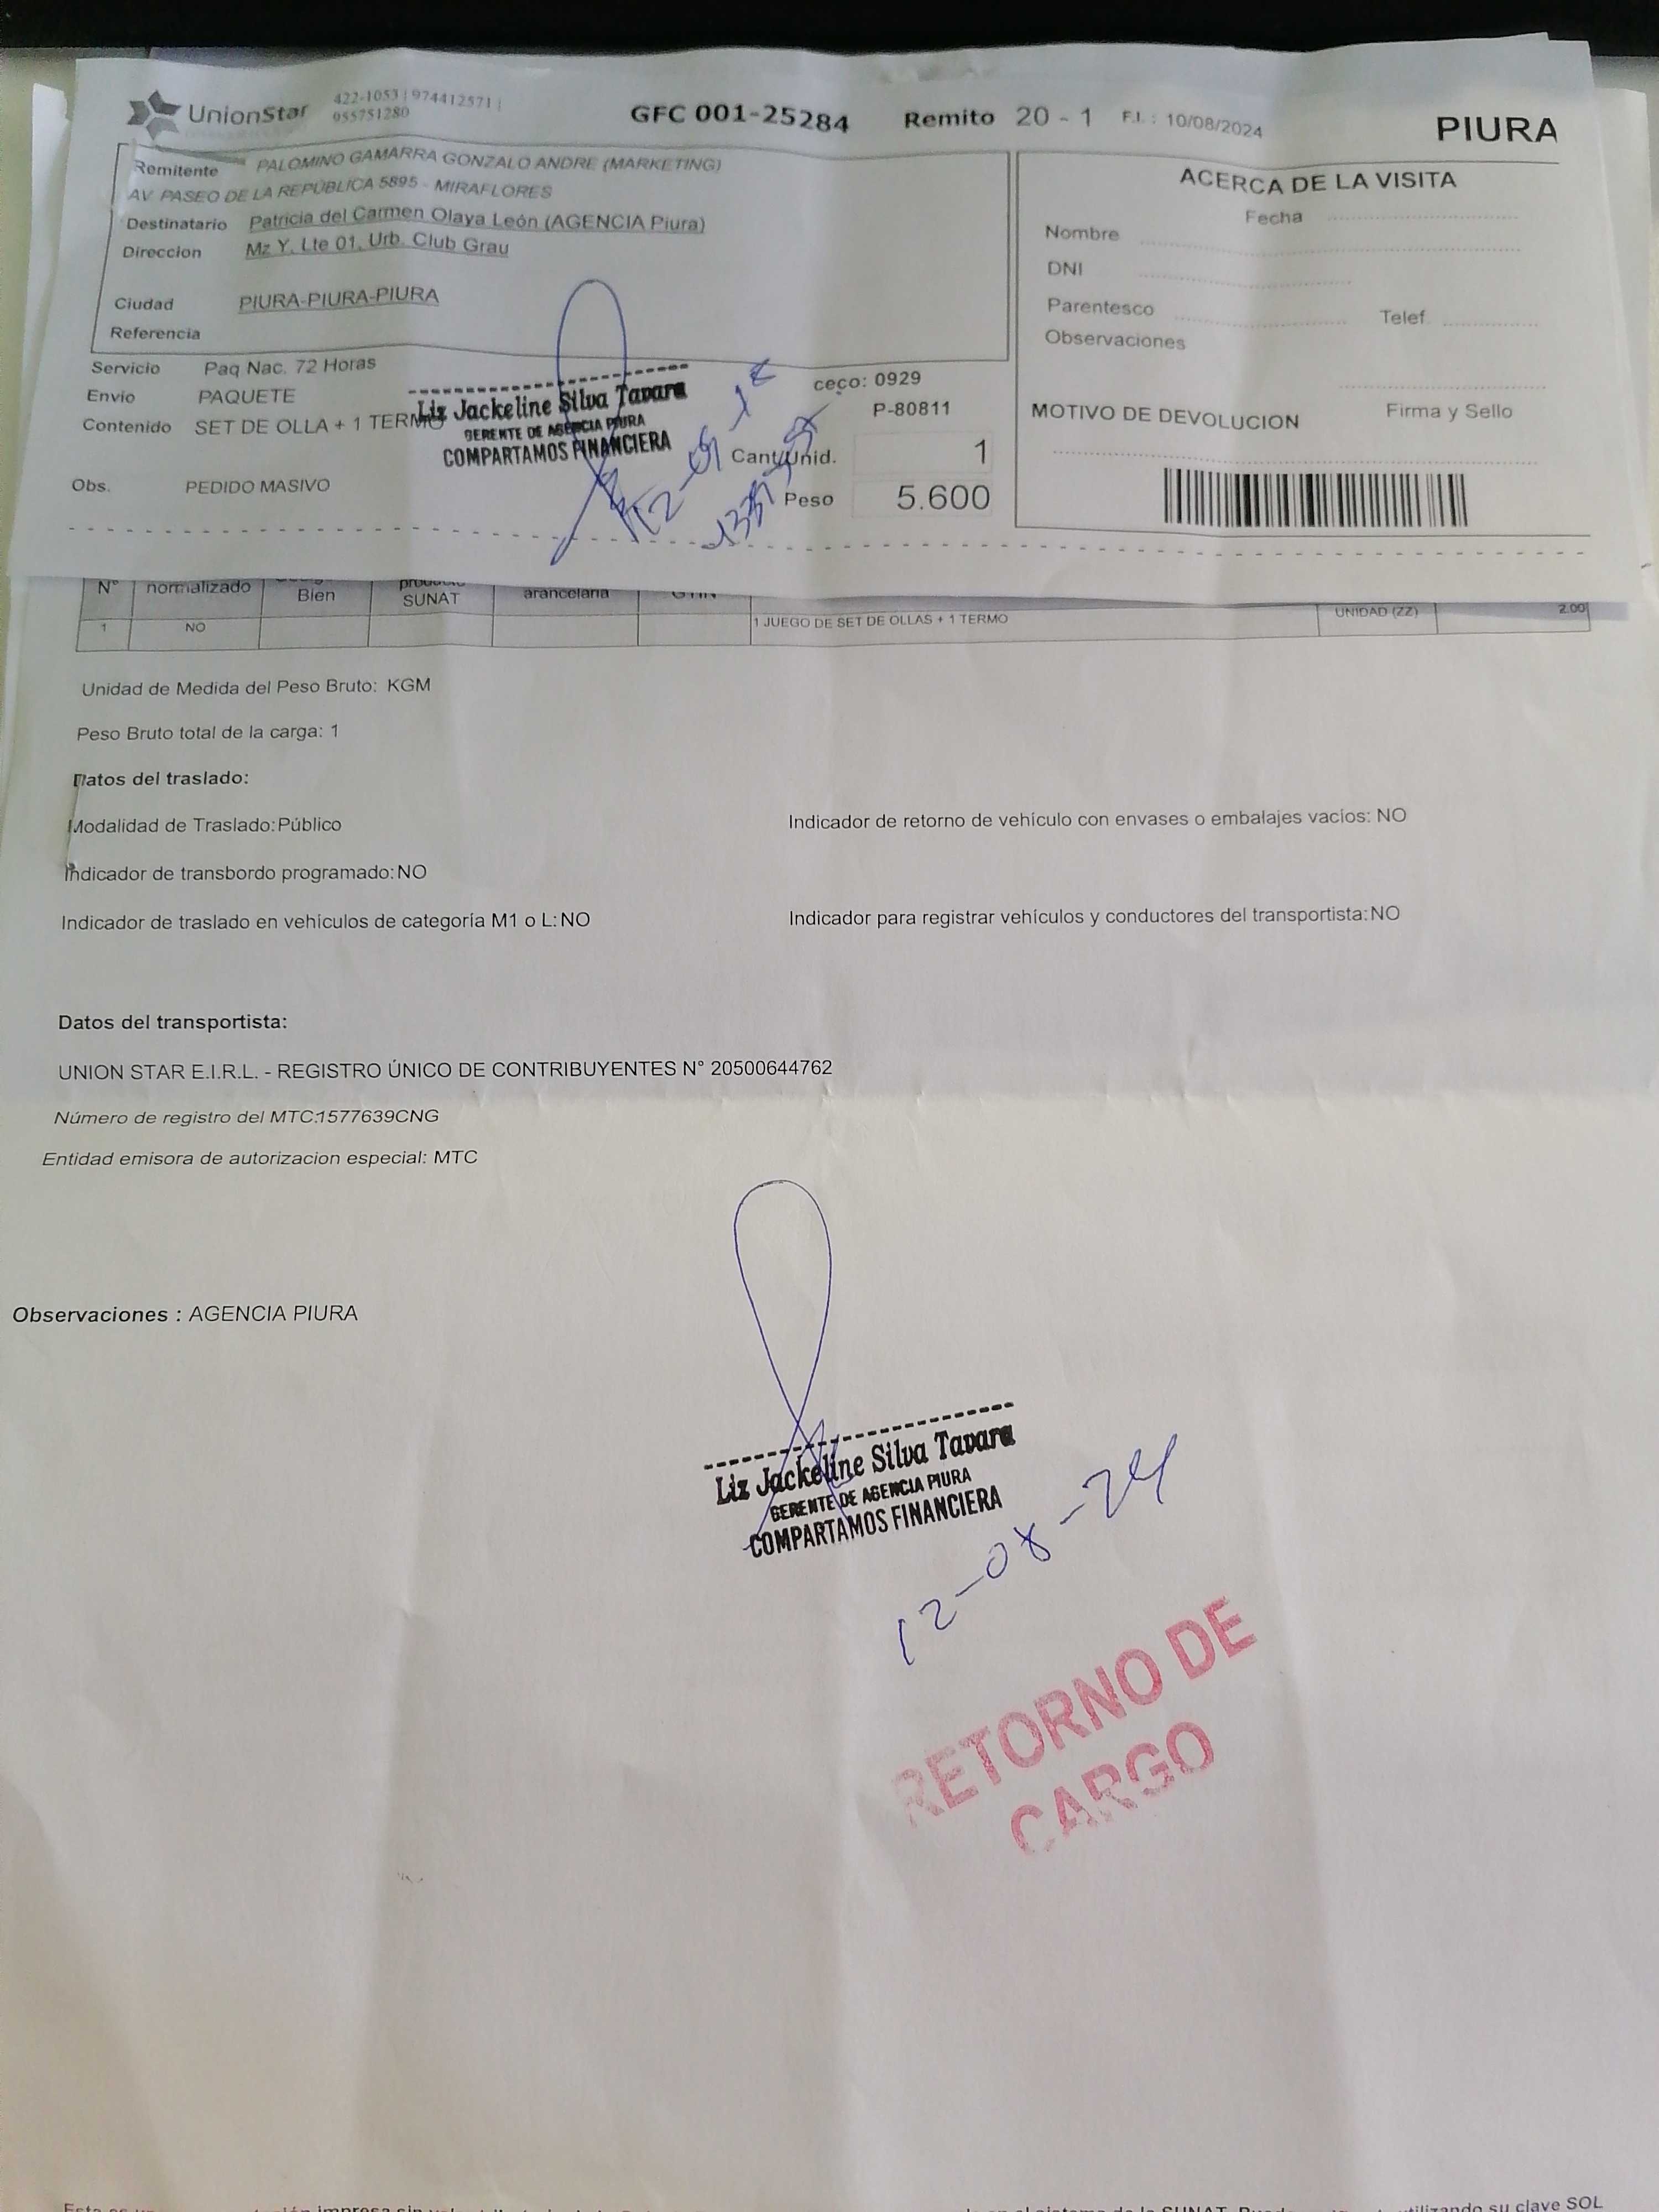 UnionStar
422-1053 | 974412571 |
955751280
GFC 001-25284 Remito 20 - 1 F.I. : 10/08/2024 PIURA
Remitente PALOMINO GAMARRA GONZALO ANDRE (MARKETING)
AV PASEO DE LA REPÚBLICA 5895 - MIRAFLORES
Destinatario Patricia del Carmen Olaya León (AGENCIA Piura)
Direccion Mz Y, Lte 01, Urb. Club Grau
Ciudad PIURA-PIURA-PIURA
Referencia
Servicio Paq Nac. 72 Horas
Envio PAQUETE
Contenido SET DE OLLA + 1 TERMO
Obs. PEDIDO MASIVO
Liz Jackeline Silva Tavara
GERENTE DE AGENCIA PIURA
COMPARTAMOS FINANCIERA
ceco: 0929
P-80811
Cant/Unid. 1
Peso 5.600
ACERCA DE LA VISITA
Fecha
Nombre
DNI
Parentesco Telef.
Observaciones
MOTIVO DE DEVOLUCION Firma y Sello
N° normalizado Bien SUNAT arancelaria
1 NO 1 JUEGO DE SET DE OLLAS + 1 TERMO UNIDAD (ZZ) 2.00
Unidad de Medida del Peso Bruto: KGM
Peso Bruto total de la carga: 1
Datos del traslado:
Modalidad de Traslado:Público Indicador de retorno de vehículo con envases o embalajes vacíos: NO
Indicador de transbordo programado:NO
Indicador de traslado en vehículos de categoría M1 o L:NO Indicador para registrar vehículos y conductores del transportista:NO
Datos del transportista:
UNION STAR E.I.R.L. - REGISTRO ÚNICO DE CONTRIBUYENTES N° 20500644762
Número de registro del MTC:1577639CNG
Entidad emisora de autorizacion especial: MTC
Observaciones : AGENCIA PIURA
Liz Jackeline Silva Tavara
GERENTE DE AGENCIA PIURA
COMPARTAMOS FINANCIERA
12-08-24
RETORNO DE
CARGO
utilizando su clave SOL